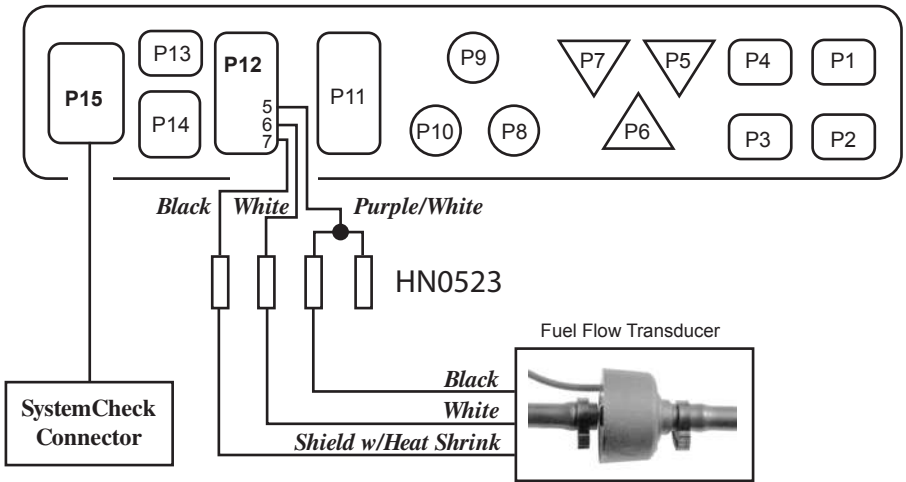 P15
P13
P14
P12
5
6
7
P11
P9
P10
P8
P7
P5
P6
P4
P1
P3
P2
Black
White
Purple/White
HN0523
Fuel Flow Transducer
Black
White
Shield w/Heat Shrink
SystemCheck
Connector